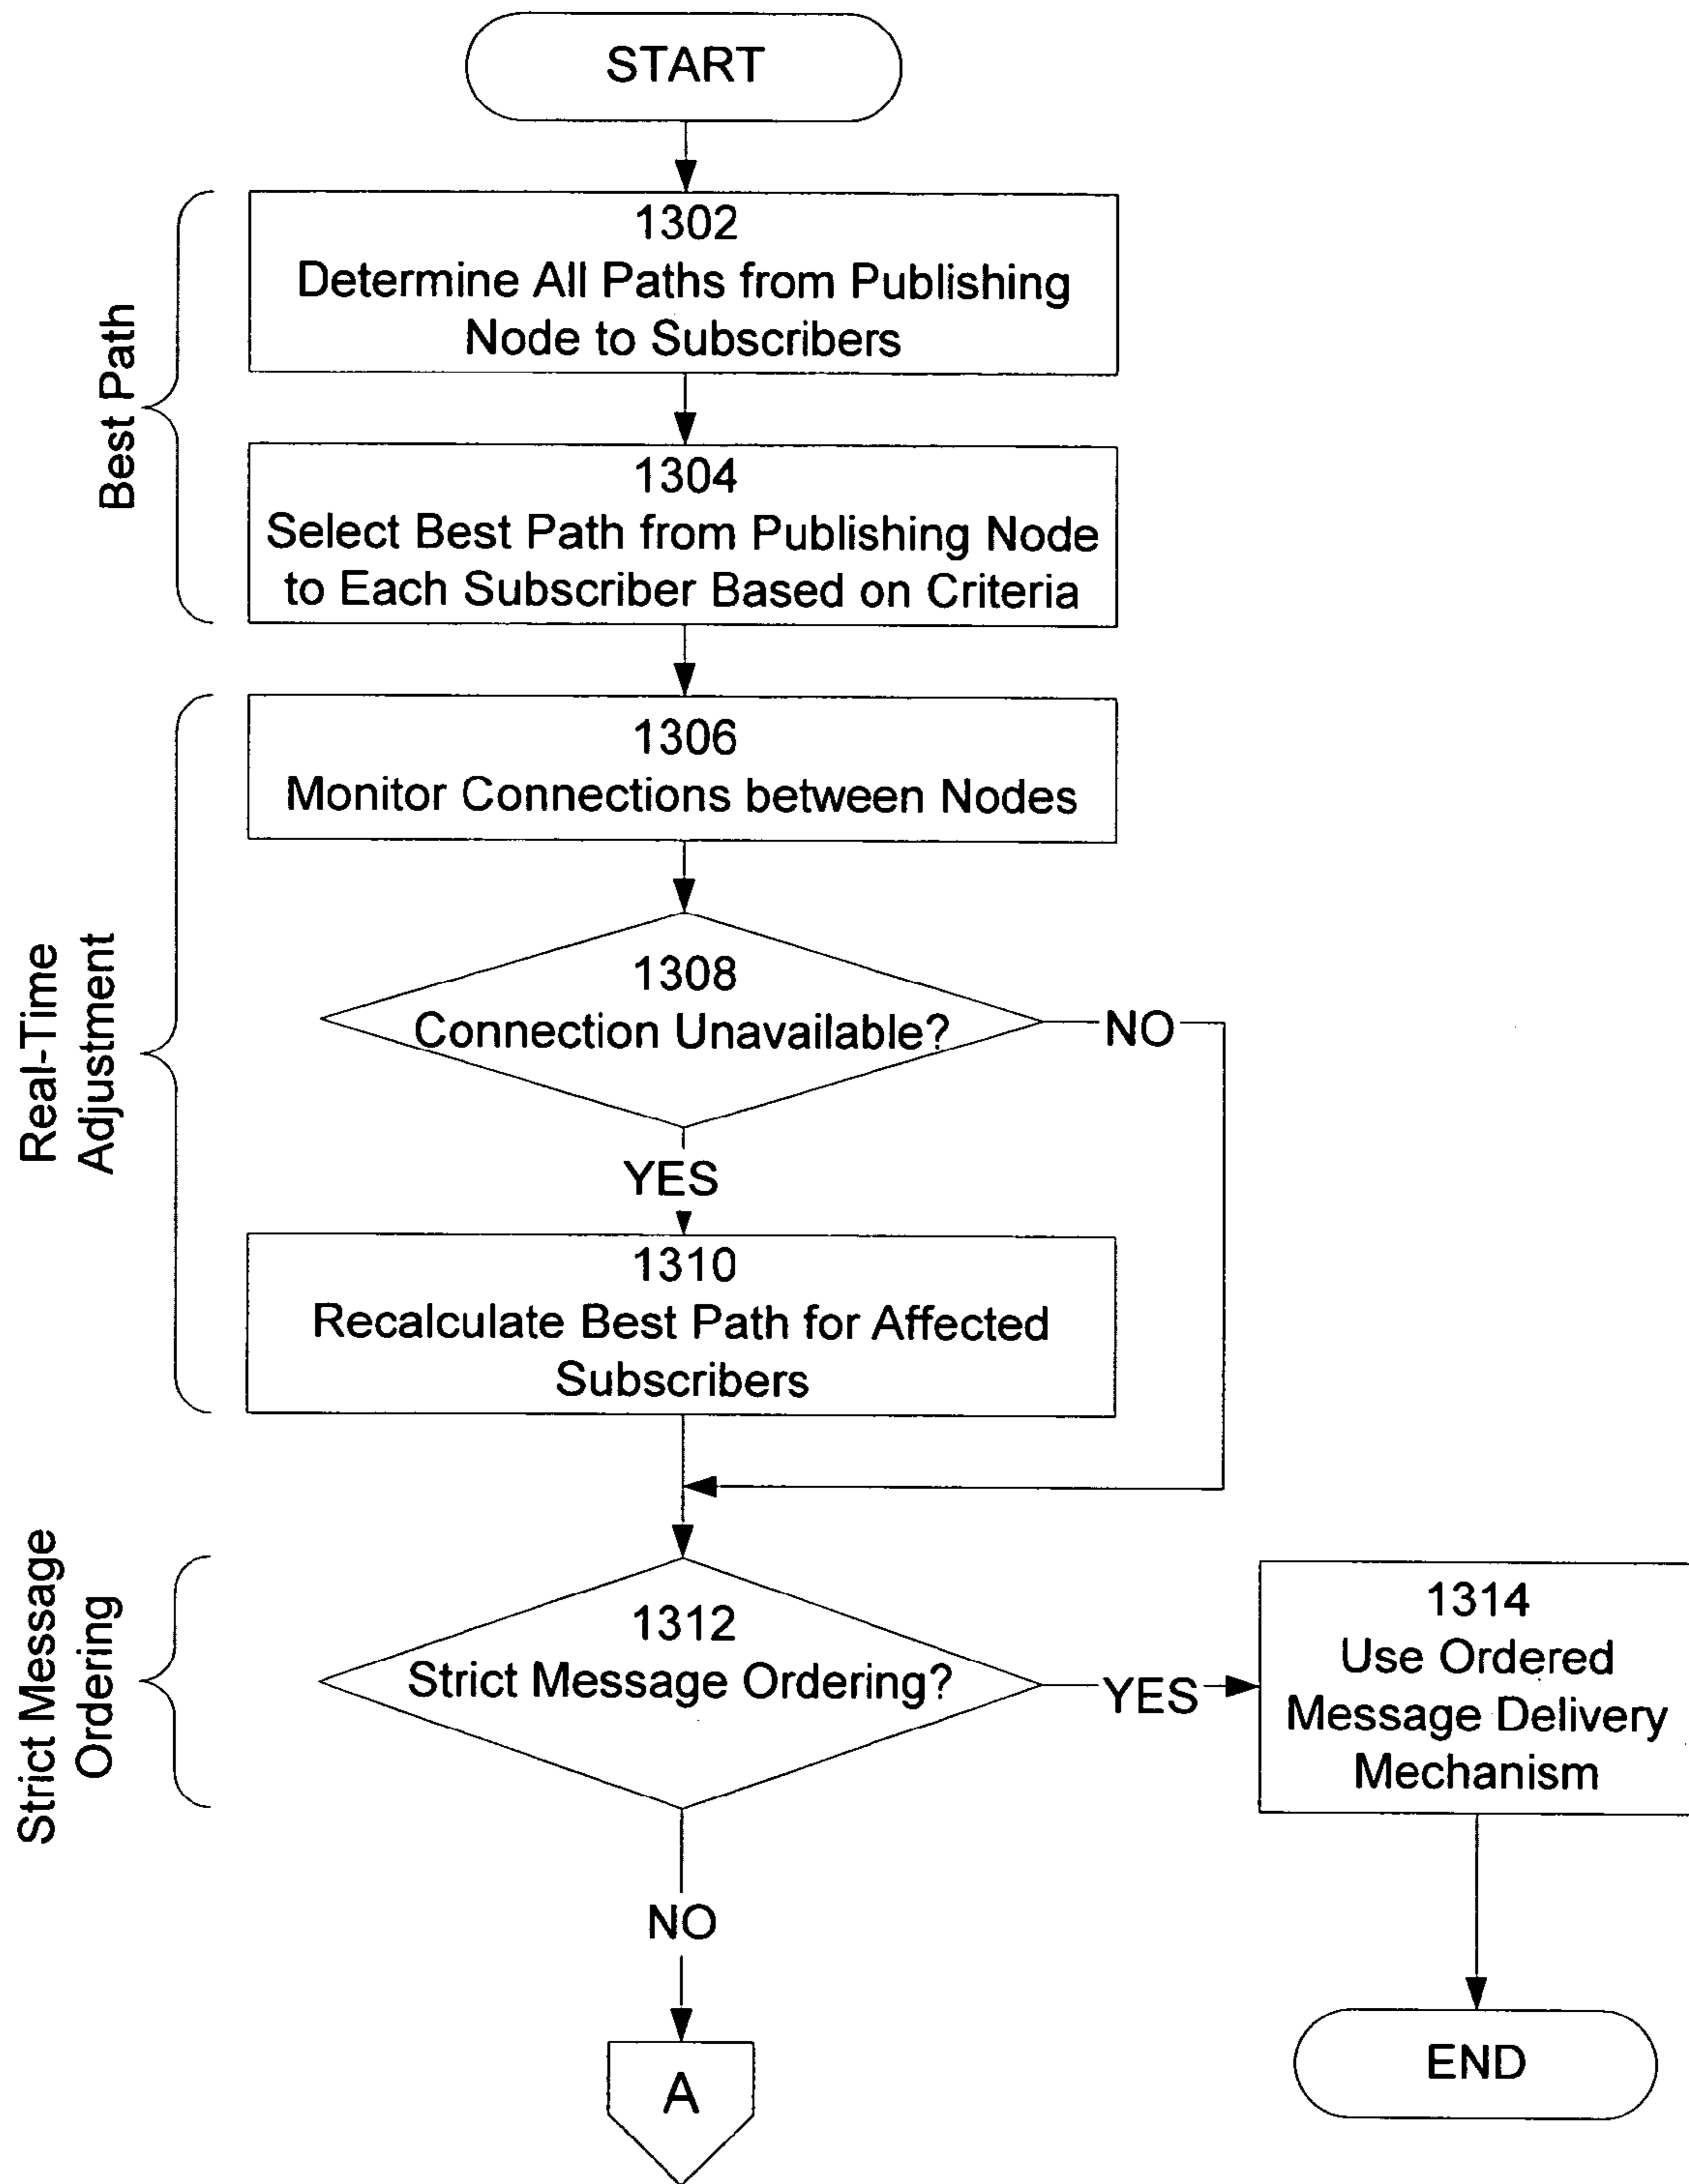 START
Best Path
1302
Determine All Paths from Publishing
Node to Subscribers
1304
Select Best Path from Publishing Node
to Each Subscriber Based on Criteria
Real-Time
Adjustment
1306
Monitor Connections between Nodes
1308
Connection Unavailable?
NO
YES
1310
Recalculate Best Path for Affected
Subscribers
Strict Message
Ordering
1312
Strict Message Ordering?
YES
1314
Use Ordered
Message Delivery
Mechanism
NO
A
END